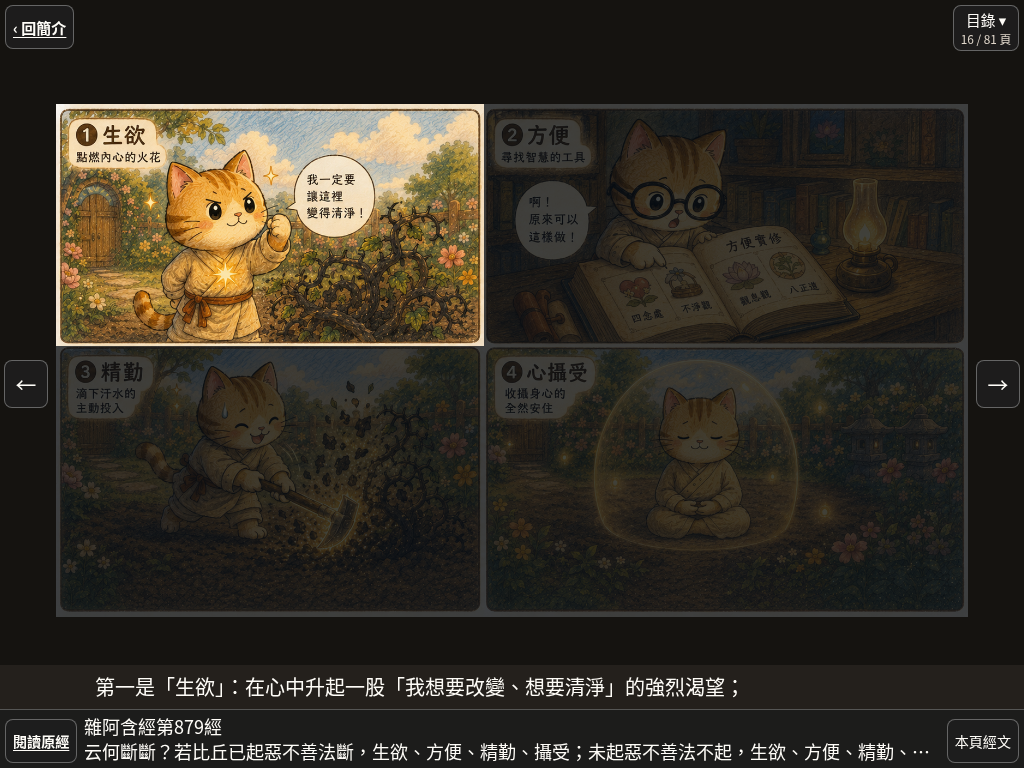 ‹ 回簡介
目錄 ▾
16 / 81 頁
1 生欲
點燃內心的火花
我一定要
讓這裡
變得清淨！
2 方便
尋找智慧的工具
啊！
原來可以
這樣做！
方便實修
四念處
不淨觀
觀息觀
八正道
3 精勤
滴下汗水的
主動投入
4 心攝受
收攝身心的
全然安住
←
→
第一是「生欲」：在心中升起一股「我想要改變、想要清淨」的強烈渴望；
閱讀原經
雜阿含經第879經
云何斷斷？若比丘已起惡不善法斷，生欲、方便、精勤、攝受；未起惡不善法不起，生欲、方便、精勤、…
本頁經文